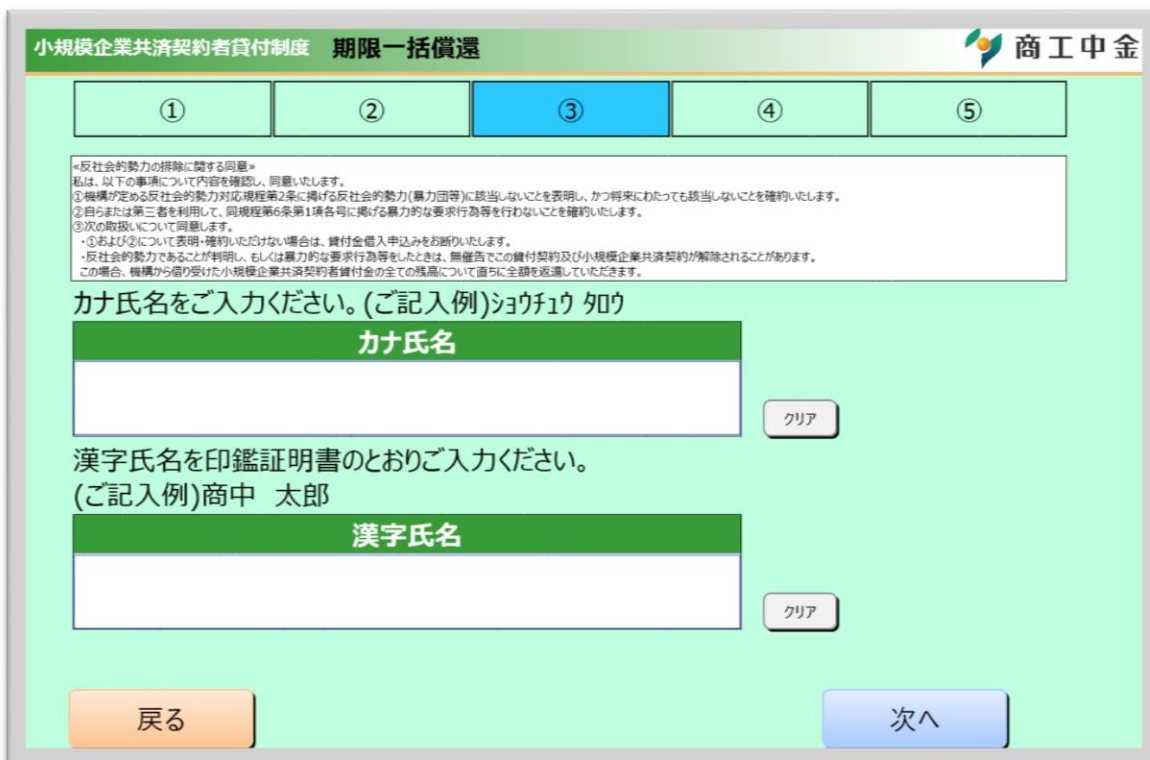 小規模企業共済契約者貸付制度 期限一括償還
商工中金
① ② ③ ④ ⑤
≪反社会的勢力の排除に関する同意≫
私は、以下の事項について内容を確認し、同意いたします。
①機構が定める反社会的勢力対応規程第2条に掲げる反社会的勢力(暴力団等)に該当しないことを表明し、かつ将来にわたっても該当しないことを確約いたします。
②自らまたは第三者を利用して、同規程第6条第1項各号に掲げる暴力的な要求行為等を行わないことを確約いたします。
③次の取扱いについて同意します。
・①および②について表明・確約いただけない場合は、貸付金借入申込みをお断りいたします。
・反社会的勢力であることが判明し、もしくは暴力的な要求行為等をしたときは、無催告でこの貸付契約及び小規模企業共済契約が解除されることがあります。
この場合、機構から借り受けた小規模企業共済契約者貸付金の全ての残高について直ちに全額を返還していただきます。
カナ氏名をご入力ください。(ご記入例)ｼｮｳﾁｭｳ ﾀﾛｳ
カナ氏名
クリア
漢字氏名を印鑑証明書のとおりご入力ください。
(ご記入例)商中　太郎
漢字氏名
クリア
戻る 次へ